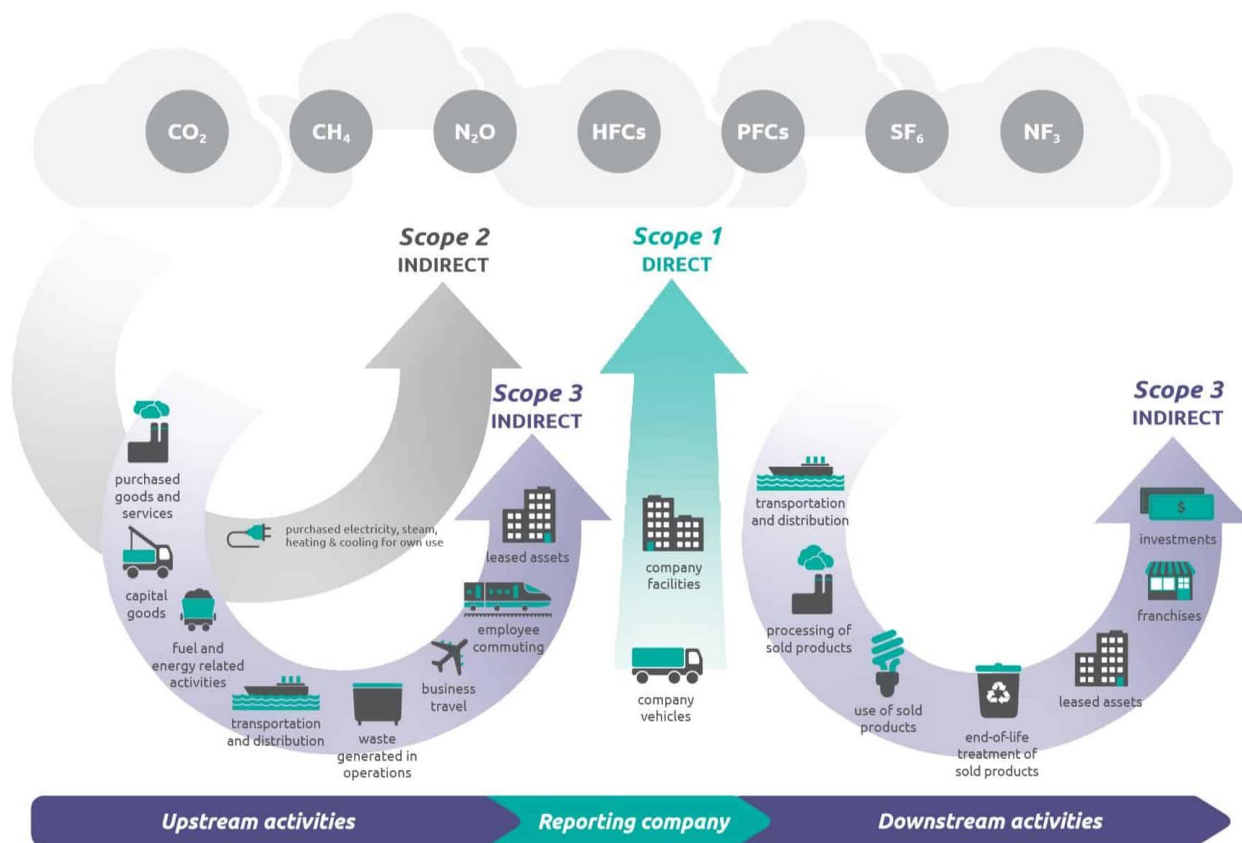 CO₂
CH₄
N₂O
HFCs
PFCs
SF₆
NF₃
Scope 2
INDIRECT
Scope 1
DIRECT
Scope 3
INDIRECT
Scope 3
INDIRECT
purchased
goods and
services
capital
goods
fuel and
energy related
activities
transportation
and distribution
waste
generated in
operations
business
travel
employee
commuting
leased assets
purchased electricity, steam,
heating & cooling for own use
company
facilities
company
vehicles
transportation
and distribution
processing of
sold products
use of sold
products
end-of-life
treatment of
sold products
leased assets
franchises
$
investments
Upstream activities
Reporting company
Downstream activities